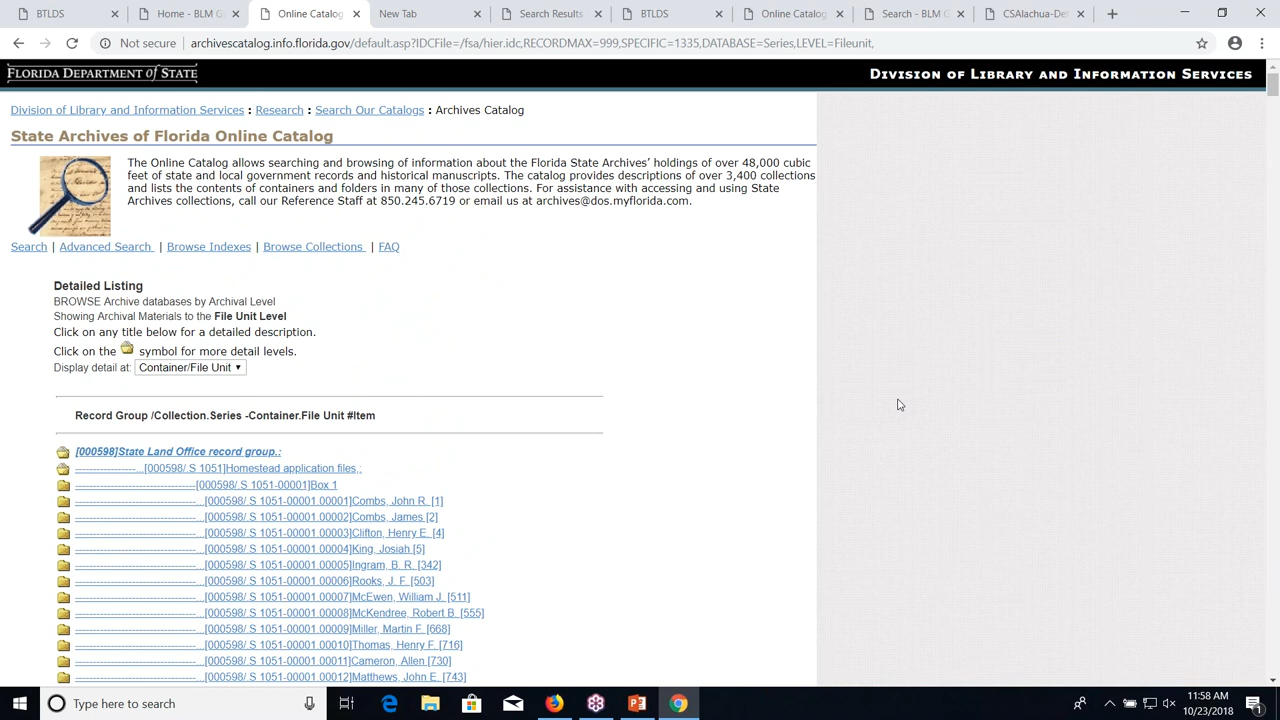 BTLDS
Home - BLM G
Online Catalog
New Tab
Search Results
BTLDS
Online Catalog
Search - BLM G
CSAlachua-Det
Not secure
archivescatalog.info.florida.gov/default.asp?IDCFile=/fsa/hier.idc,RECORDMAX=999,SPECIFIC=1335,DATABASE=Series,LEVEL=Fileunit,
FLORIDA DEPARTMENT of STATE
DIVISION OF LIBRARY AND INFORMATION SERVICES
Division of Library and Information Services : Research : Search Our Catalogs : Archives Catalog
State Archives of Florida Online Catalog
The Online Catalog allows searching and browsing of information about the Florida State Archives' holdings of over 48,000 cubic
feet of state and local government records and historical manuscripts. The catalog provides descriptions of over 3,400 collections
and lists the contents of containers and folders in many of those collections. For assistance with accessing and using State
Archives collections, call our Reference Staff at 850.245.6719 or email us at archives@dos.myflorida.com.
Search | Advanced Search | Browse Indexes | Browse Collections | FAQ
Detailed Listing
BROWSE Archive databases by Archival Level
Showing Archival Materials to the File Unit Level
Click on any title below for a detailed description.
Click on the symbol for more detail levels.
Display detail at: Container/File Unit
Record Group /Collection.Series -Container.File Unit #Item
[000598]State Land Office record group.:
-----------------...[000598/.S 1051]Homestead application files,:
----------------------------------[000598/.S 1051-00001]Box 1
----------------------------------...[000598/.S 1051-00001.00001]Combs, John R. [1]
----------------------------------...[000598/.S 1051-00001.00002]Combs, James [2]
----------------------------------...[000598/.S 1051-00001.00003]Clifton, Henry E. [4]
----------------------------------...[000598/.S 1051-00001.00004]King, Josiah [5]
----------------------------------...[000598/.S 1051-00001.00005]Ingram, B. R. [342]
----------------------------------...[000598/.S 1051-00001.00006]Rooks, J. F. [503]
----------------------------------...[000598/.S 1051-00001.00007]McEwen, William J. [511]
----------------------------------...[000598/.S 1051-00001.00008]McKendree, Robert B. [555]
----------------------------------...[000598/.S 1051-00001.00009]Miller, Martin F. [668]
----------------------------------...[000598/.S 1051-00001.00010]Thomas, Henry F. [716]
----------------------------------...[000598/.S 1051-00001.00011]Cameron, Allen [730]
----------------------------------...[000598/.S 1051-00001.00012]Matthews, John E. [743]
Type here to search
11:58 AM
10/23/2018